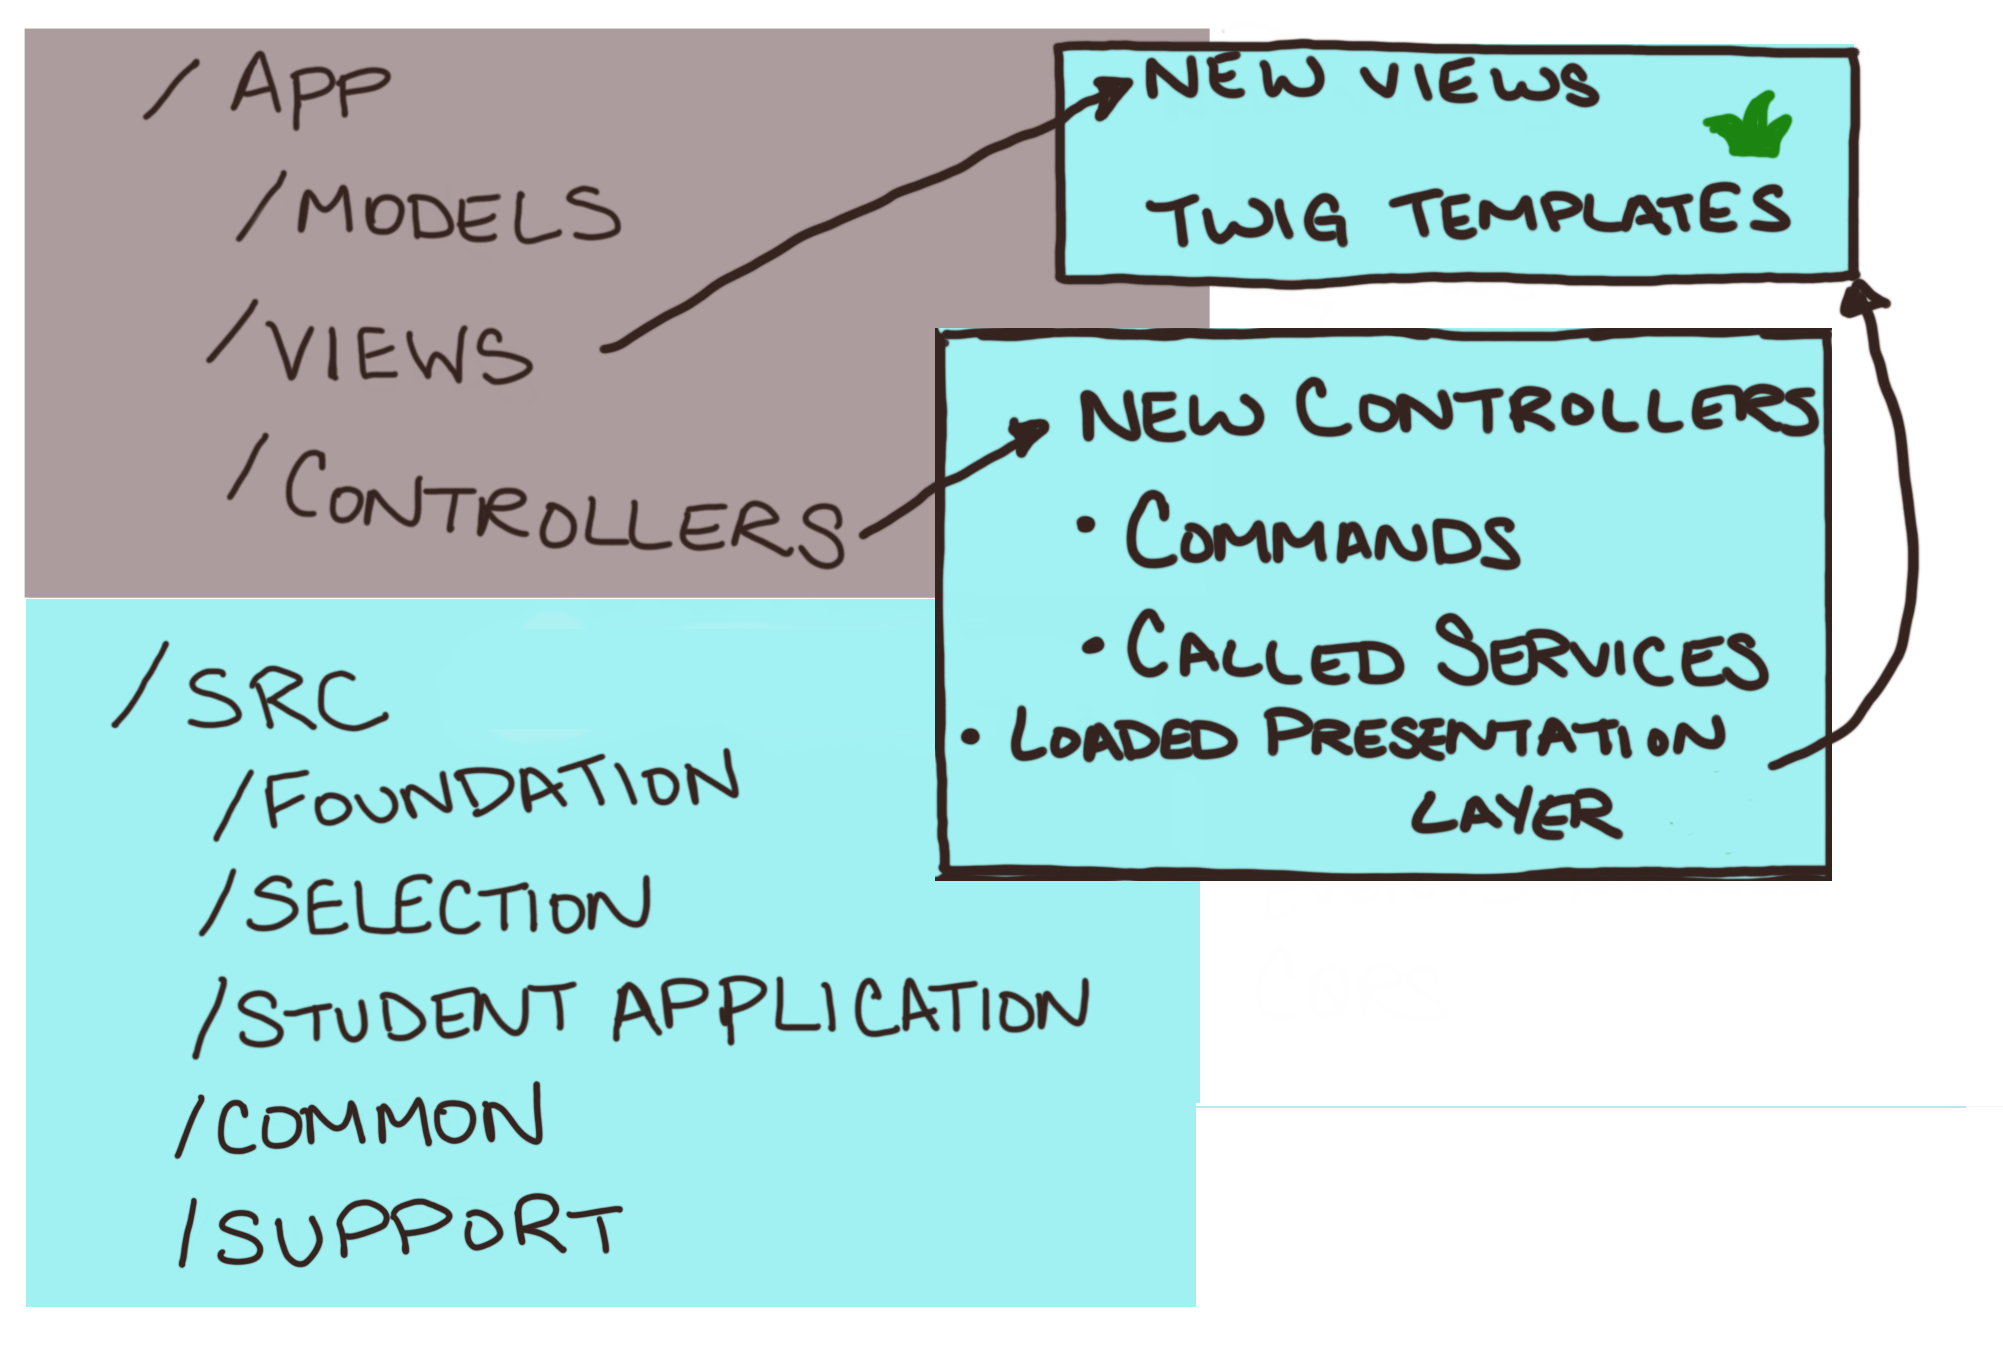 /APP
/MODELS
/VIEWS
/CONTROLLERS
NEW VIEWS
TWIG TEMPLATES
NEW CONTROLLERS
• COMMANDS
• CALLED SERVICES
• LOADED PRESENTATION
LAYER
/SRC
/FOUNDATION
/SELECTION
/STUDENT APPLICATION
/COMMON
/SUPPORT